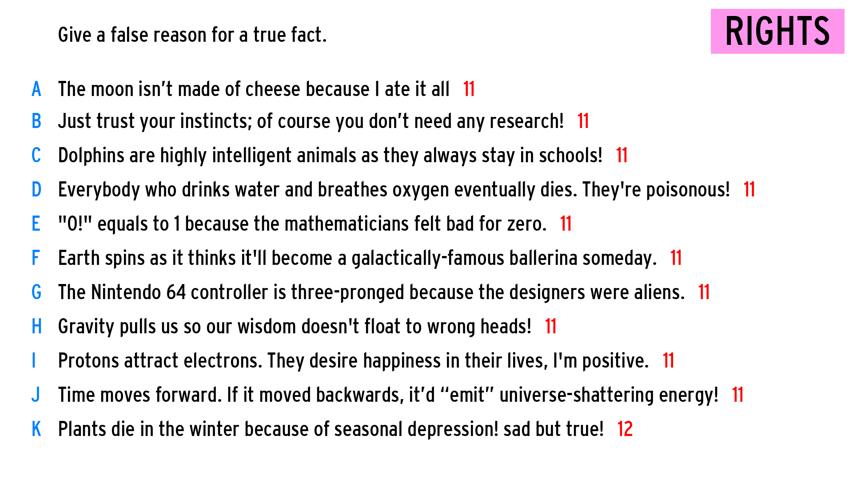 Give a false reason for a true fact.
RIGHTS
A The moon isn’t made of cheese because I ate it all 11
B Just trust your instincts; of course you don’t need any research! 11
C Dolphins are highly intelligent animals as they always stay in schools! 11
D Everybody who drinks water and breathes oxygen eventually dies. They're poisonous! 11
E "0!" equals to 1 because the mathematicians felt bad for zero. 11
F Earth spins as it thinks it'll become a galactically-famous ballerina someday. 11
G The Nintendo 64 controller is three-pronged because the designers were aliens. 11
H Gravity pulls us so our wisdom doesn't float to wrong heads! 11
I Protons attract electrons. They desire happiness in their lives, I'm positive. 11
J Time moves forward. If it moved backwards, it’d “emit” universe-shattering energy! 11
K Plants die in the winter because of seasonal depression! sad but true! 12